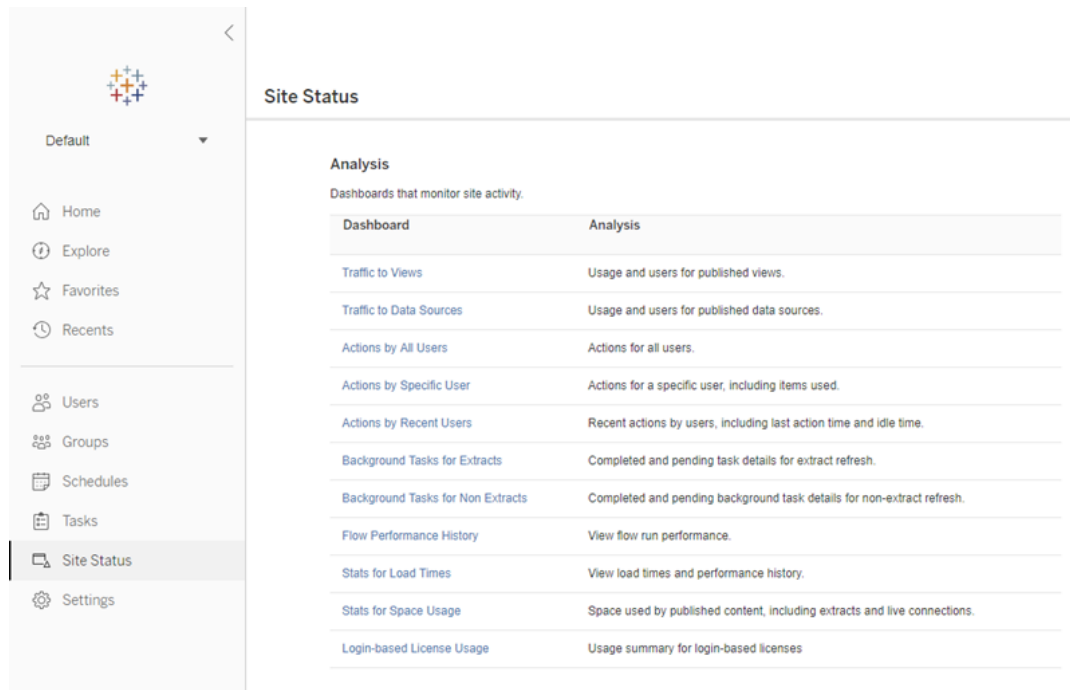 Default
Home
Explore
Favorites
Recents
Users
Groups
Schedules
Tasks
Site Status
Settings
Site Status
Analysis
Dashboards that monitor site activity.
Dashboard Analysis
Traffic to Views Usage and users for published views.
Traffic to Data Sources Usage and users for published data sources.
Actions by All Users Actions for all users.
Actions by Specific User Actions for a specific user, including items used.
Actions by Recent Users Recent actions by users, including last action time and idle time.
Background Tasks for Extracts Completed and pending task details for extract refresh.
Background Tasks for Non Extracts Completed and pending background task details for non-extract refresh.
Flow Performance History View flow run performance.
Stats for Load Times View load times and performance history.
Stats for Space Usage Space used by published content, including extracts and live connections.
Login-based License Usage Usage summary for login-based licenses